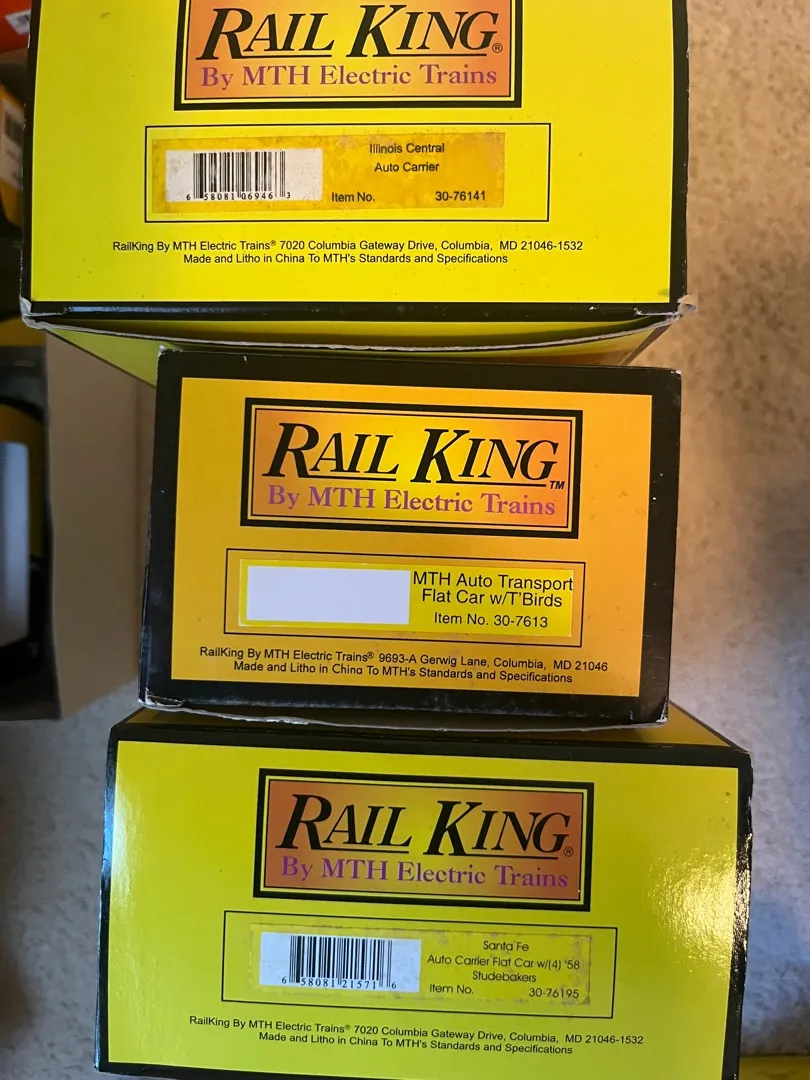 RAIL KING®
By MTH Electric Trains
Illinois Central
Auto Carrier
6 58081 06946 3
Item No. 30-76141
RailKing By MTH Electric Trains® 7020 Columbia Gateway Drive, Columbia, MD 21046-1532
Made and Litho in China To MTH's Standards and Specifications
RAIL KING™
By MTH Electric Trains
MTH Auto Transport
Flat Car w/T'Birds
Item No. 30-7613
RailKing By MTH Electric Trains® 9693-A Gerwig Lane, Columbia, MD 21046
Made and Litho in China To MTH's Standards and Specifications
RAIL KING®
By MTH Electric Trains
Santa Fe
Auto Carrier Flat Car w/(4) '58
Studebakers
6 58081 21571 6
Item No. 30-76195
RailKing By MTH Electric Trains® 7020 Columbia Gateway Drive, Columbia, MD 21046-1532
Made and Litho in China To MTH's Standards and Specifications